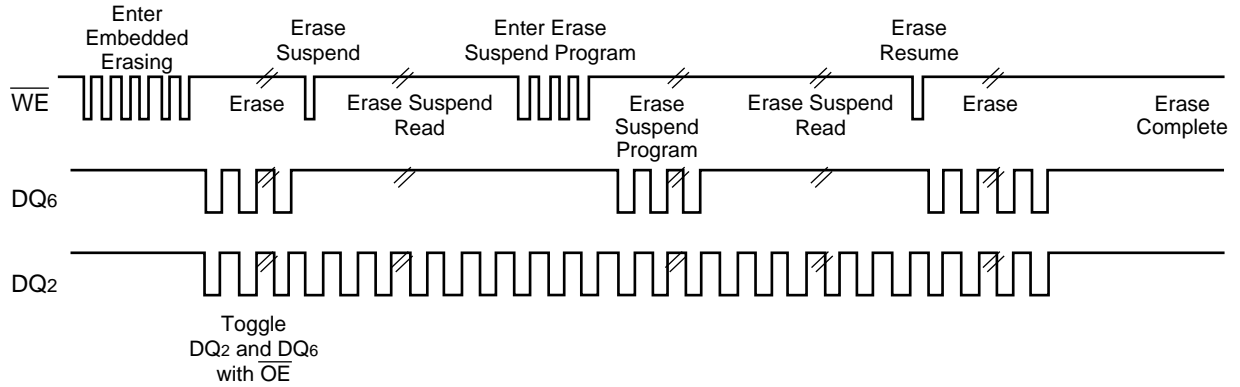 Enter
Embedded
Erasing
Erase
Suspend
Enter Erase
Suspend Program
Erase
Resume
WE
Erase
Erase Suspend
Read
Erase
Suspend
Program
Erase Suspend
Read
Erase
Erase
Complete
DQ6
DQ2
Toggle
DQ2 and DQ6
with OE